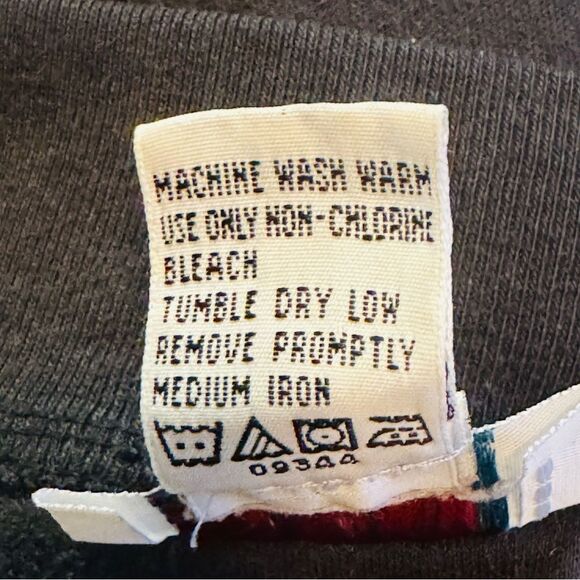 MACHINE WASH WARM
USE ONLY NON-CHLORINE
BLEACH
TUMBLE DRY LOW
REMOVE PROMPTLY
MEDIUM IRON
09344